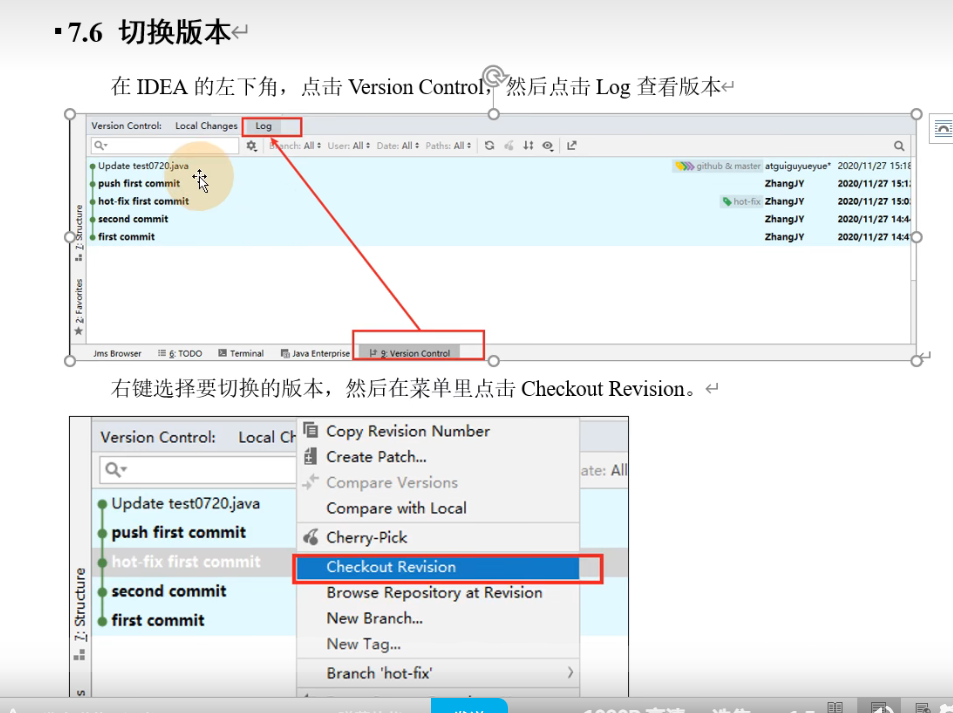 7.6 切换版本
在 IDEA 的左下角，点击 Version Control，然后点击 Log 查看版本
Version Control: Local Changes Log
Branch: All User: All Date: All Paths: All
Update test0720.java github & master atguiguyueyue* 2020/11/27 15:18
push first commit ZhangJY 2020/11/27 15:1
hot-fix first commit hot-fix ZhangJY 2020/11/27 15:0
second commit ZhangJY 2020/11/27 14:4
first commit ZhangJY 2020/11/27 14:4
7: Structure
2: Favorites
Jms Browser 6: TODO Terminal Java Enterprise 9: Version Control
右键选择要切换的版本，然后在菜单里点击 Checkout Revision。
Version Control: Local Ch
ate: All
Update test0720.java
push first commit
hot-fix first commit
second commit
first commit
7: Structure
Copy Revision Number
Create Patch...
Compare Versions
Compare with Local
Cherry-Pick
Checkout Revision
Browse Repository at Revision
New Branch...
New Tag...
Branch 'hot-fix'